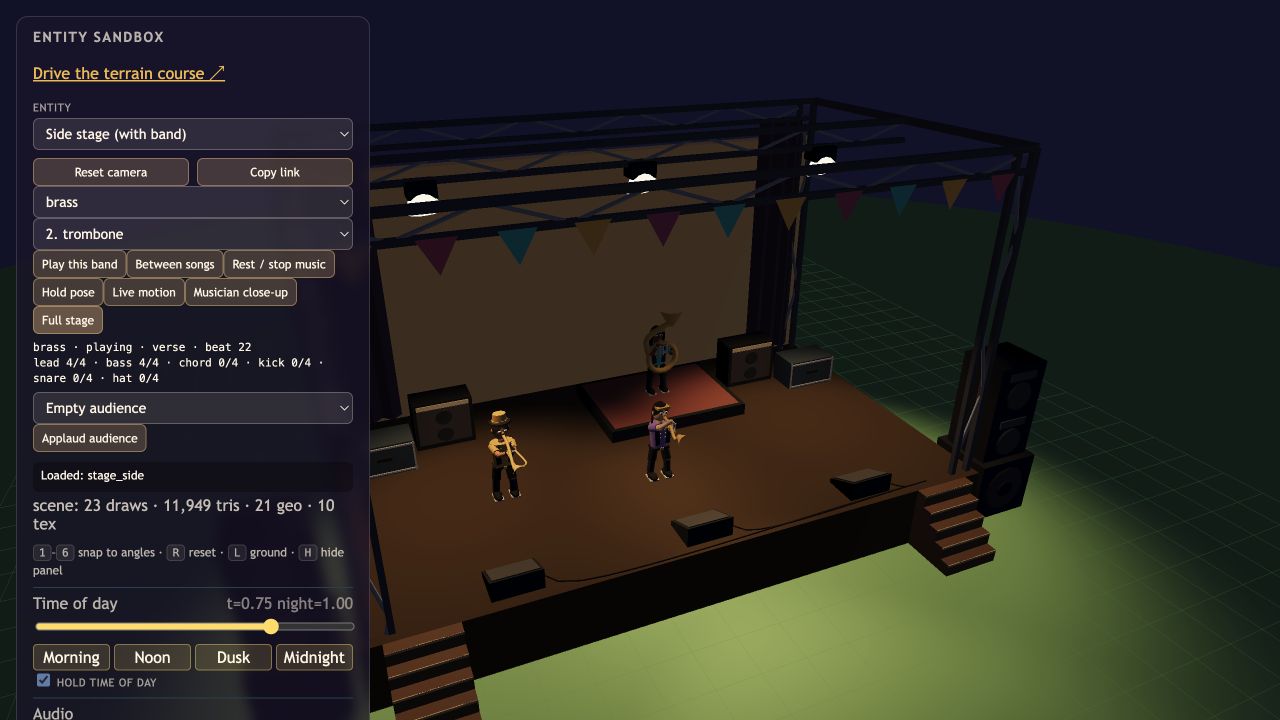 ENTITY SANDBOX
Drive the terrain course ↗
ENTITY
Side stage (with band)
Reset camera Copy link
brass
2. trombone
Play this band Between songs Rest / stop music
Hold pose Live motion Musician close-up
Full stage
brass · playing · verse · beat 22
lead 4/4 · bass 4/4 · chord 0/4 · kick 0/4 ·
snare 0/4 · hat 0/4
Empty audience
Applaud audience
Loaded: stage_side
scene: 23 draws · 11,949 tris · 21 geo · 10
tex
1-6 snap to angles · R reset · L ground · H hide
panel
Time of day t=0.75 night=1.00
Morning Noon Dusk Midnight
HOLD TIME OF DAY
Audio